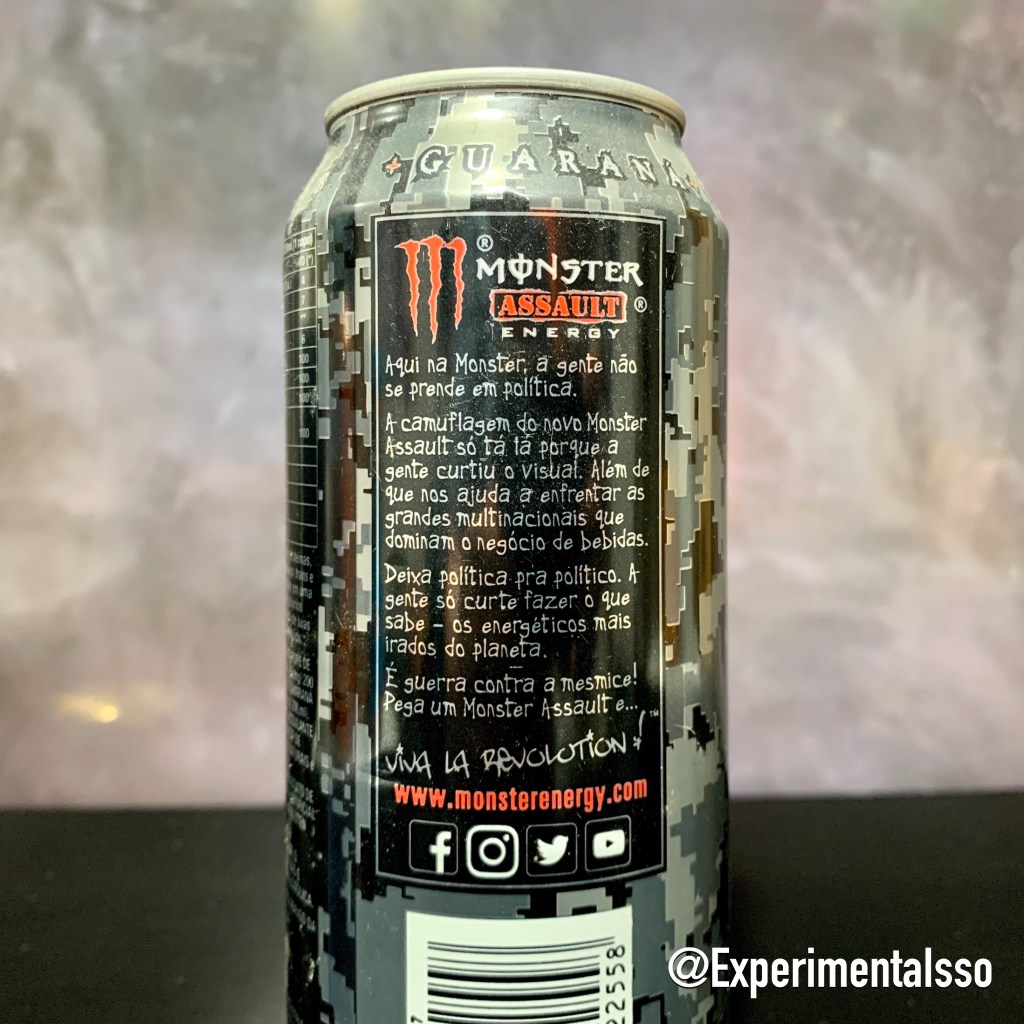 GUARANÁ
MONSTER
ASSAULT
ENERGY
Aqui na Monster, a gente não
se prende em política.
A camuflagem do novo Monster
Assault só tá lá porque a
gente curtiu o visual. Além de
que nos ajuda a enfrentar as
grandes multinacionais que
dominam o negócio de bebidas.
Deixa política pra político. A
gente só curte fazer o que
sabe – os energéticos mais
irados do planeta.
É guerra contra a mesmice!
Pega um Monster Assault e...
VIVA LA REVOLUTION!™
www.monsterenergy.com
22558
@ExperimentaIsso